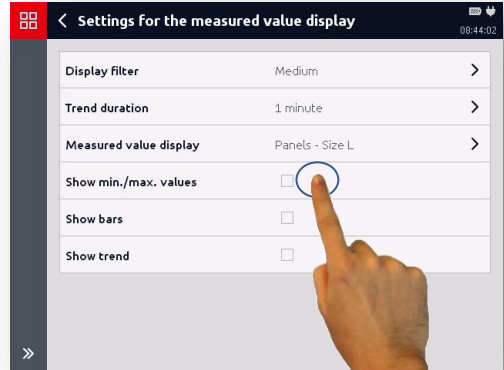 Settings for the measured value display
08:44:02
Display filter Medium
Trend duration 1 minute
Measured value display Panels - Size L
Show min./max. values
Show bars
Show trend